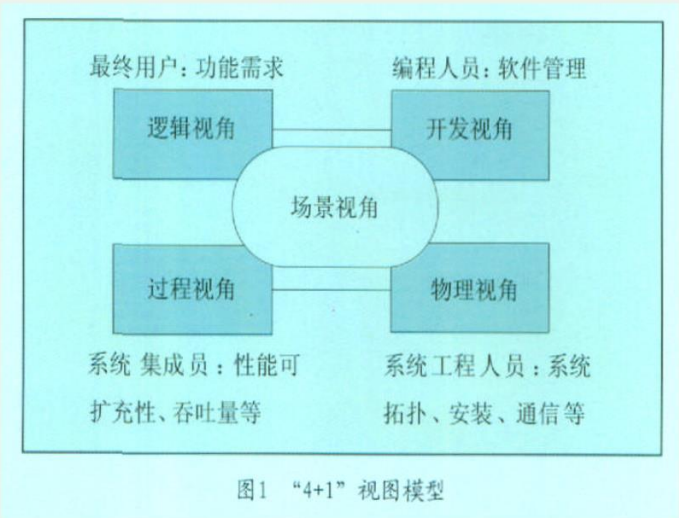 最终用户：功能需求
编程人员：软件管理
逻辑视角
开发视角
场景视角
过程视角
物理视角
系统 集成员：性能可
扩充性、吞吐量等
系统工程人员：系统
拓扑、安装、通信等
图1 “4+1”视图模型